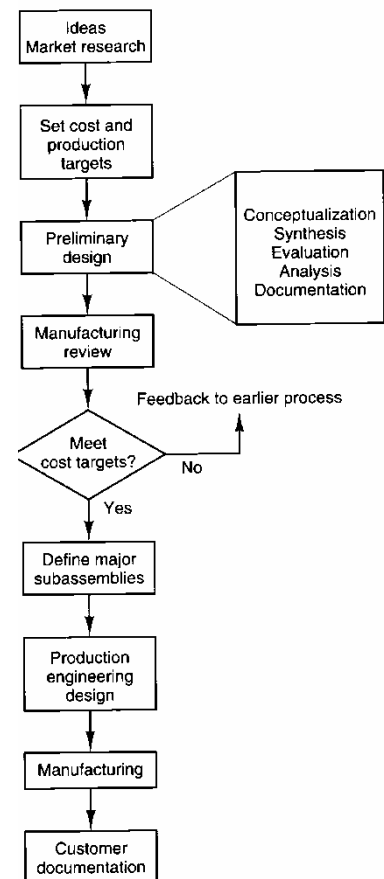 Ideas
Market research
Set cost and
production
targets
Preliminary
design
Conceptualization
Synthesis
Evaluation
Analysis
Documentation
Manufacturing
review
Feedback to earlier process
Meet
cost targets?
No
Yes
Define major
subassemblies
Production
engineering
design
Manufacturing
Customer
documentation